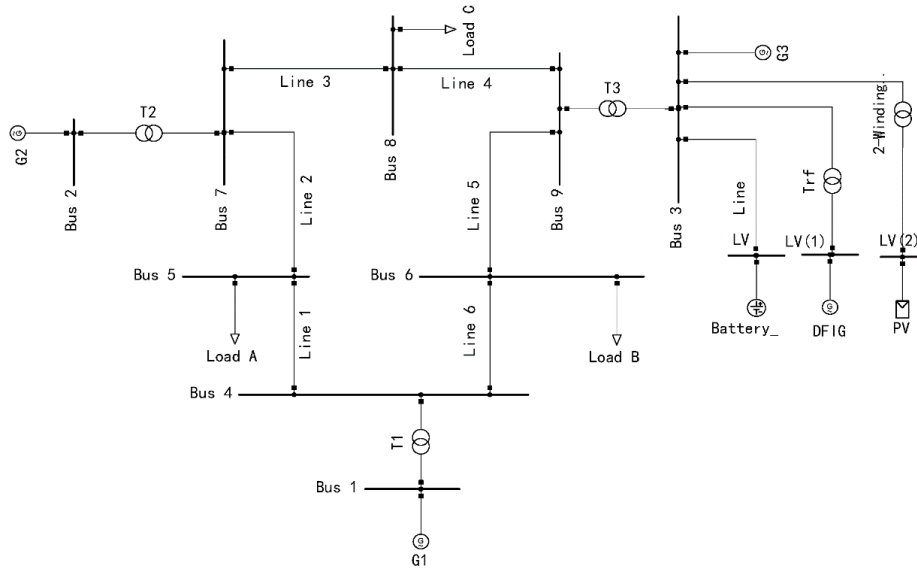 Load C
G3
T3
Line 3
Line 4
2-Winding.
T2
G2
Bus 2
Bus 7
Line 2
Bus 8
Line 5
Bus 9
Bus 3
Line
Trf
LV
LV(1)
LV(2)
Bus 5
Bus 6
Line 1
Line 6
Load A
Load B
Battery_
DFIG
PV
Bus 4
T1
Bus 1
G1